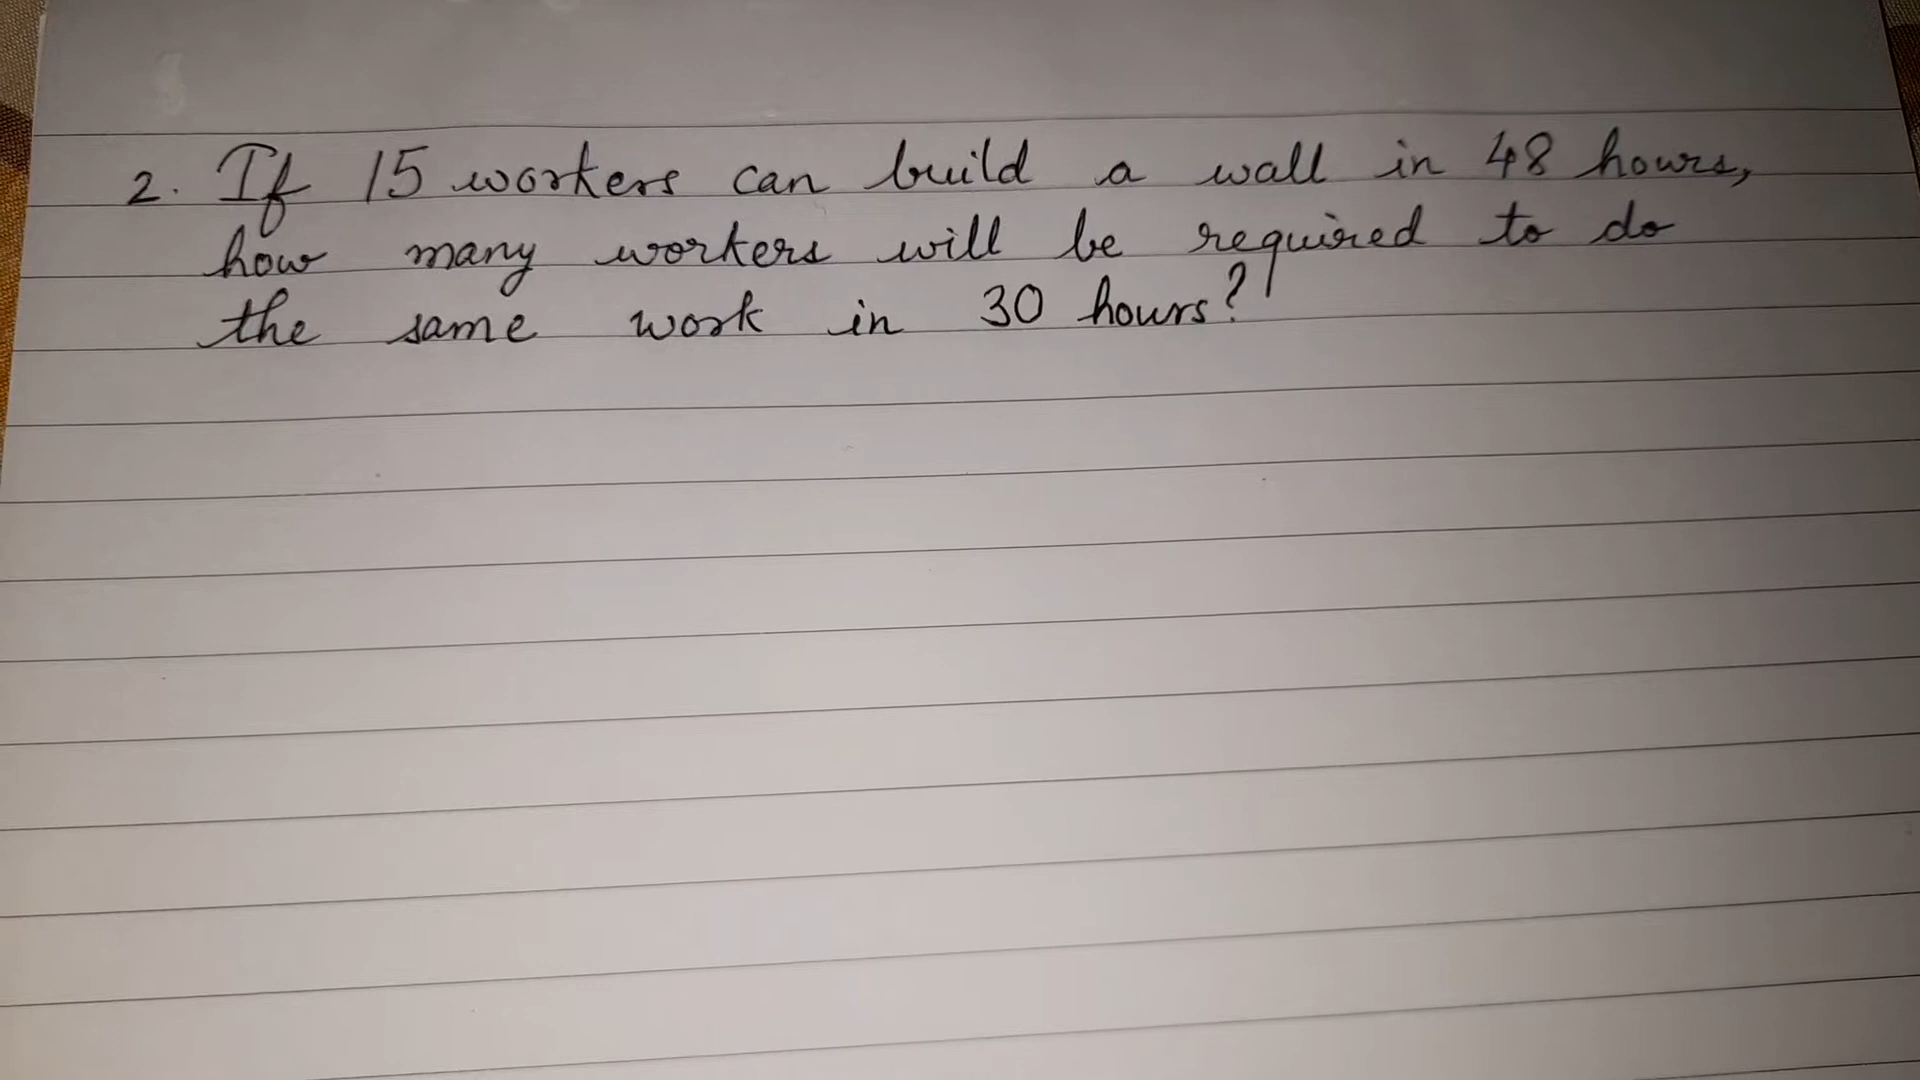 2. If 15 workers can build a wall in 48 hours,
how many workers will be required to do
the same work in 30 hours?